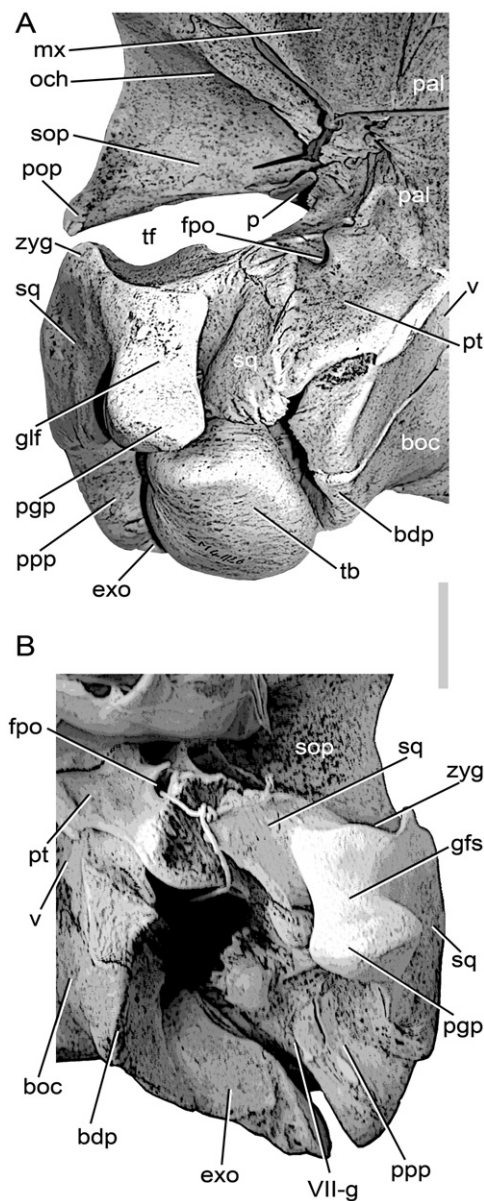 A
mx
och
pal
sop
pop
pal
p
fpo
tf
zyg
v
sq
pt
sq
glf
boc
pgp
bdp
ppp
tb
exo
B
fpo
sop
sq
zyg
pt
gfs
v
sq
pgp
boc
bdp
ppp
exo
VII-g